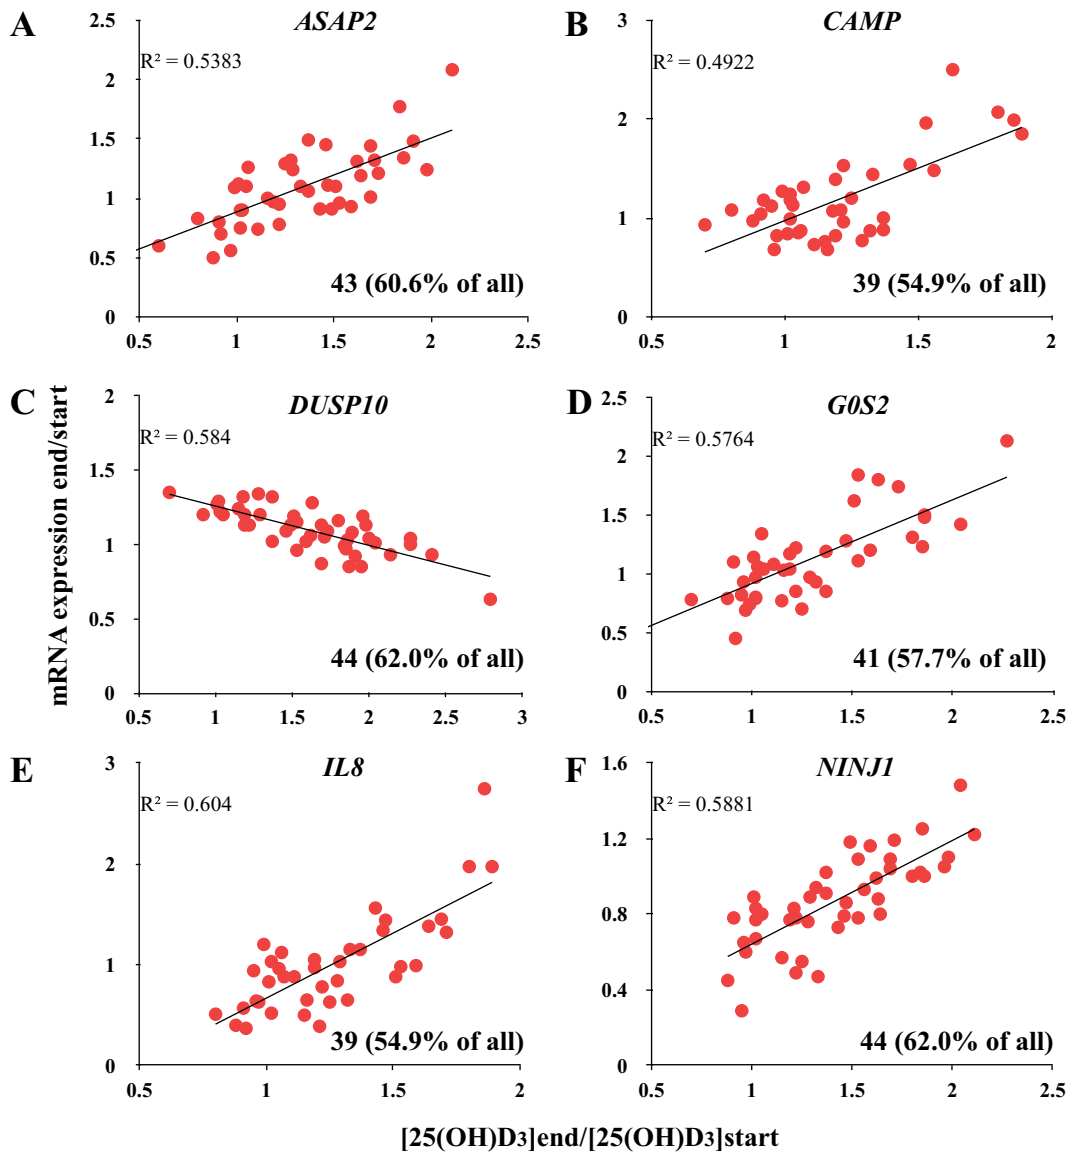 A
ASAP2
R² = 0.5383
2.5
2
1.5
1
0.5
0
0.5
1
1.5
2
2.5
43 (60.6% of all)
B
CAMP
R² = 0.4922
3
2
1
0
0.5
1
1.5
2
39 (54.9% of all)
mRNA expression end/start
C
DUSP10
R² = 0.584
2
1.5
1
0.5
0
0.5
1
1.5
2
2.5
3
44 (62.0% of all)
D
G0S2
R² = 0.5764
2.5
2
1.5
1
0.5
0
0.5
1
1.5
2
2.5
41 (57.7% of all)
E
IL8
R² = 0.604
3
2
1
0
0.5
1
1.5
2
39 (54.9% of all)
F
NINJ1
R² = 0.5881
1.6
1.2
0.8
0.4
0
0.5
1
1.5
2
2.5
44 (62.0% of all)
[25(OH)D3]end/[25(OH)D3]start